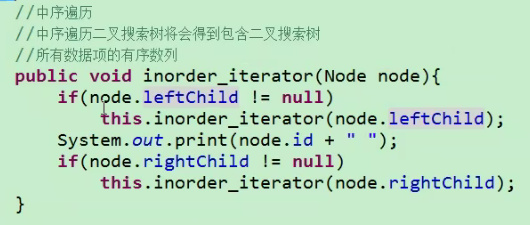 //中序遍历
//中序遍历二叉搜索树将会得到包含二叉搜索树
//所有数据项的有序数列
public void inorder_iterator(Node node){
    if(node.leftChild != null)
        this.inorder_iterator(node.leftChild);
    System.out.print(node.id + " ");
    if(node.rightChild != null)
        this.inorder_iterator(node.rightChild);
}